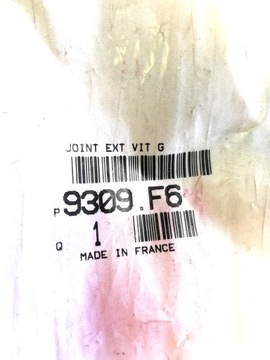 JOINT EXT VIT G
P 9309.F6
Q 1
MADE IN FRANCE